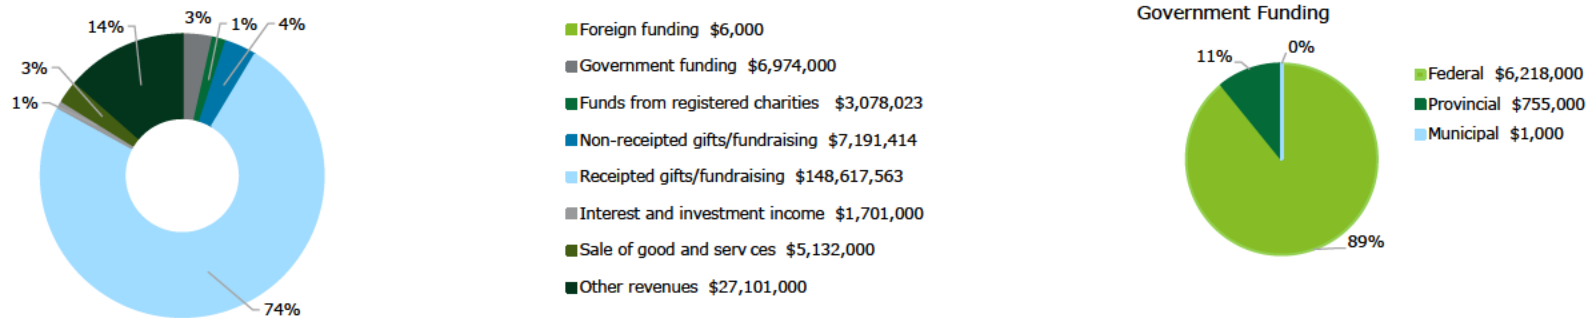 14%
3%
1%
4%
3%
1%
74%
Foreign funding $6,000
Government funding $6,974,000
Funds from registered charities $3,078,023
Non-receipted gifts/fundraising $7,191,414
Receipted gifts/fundraising $148,617,563
Interest and investment income $1,701,000
Sale of good and serv ces $5,132,000
Other revenues $27,101,000
Government Funding
0%
11%
89%
Federal $6,218,000
Provincial $755,000
Municipal $1,000